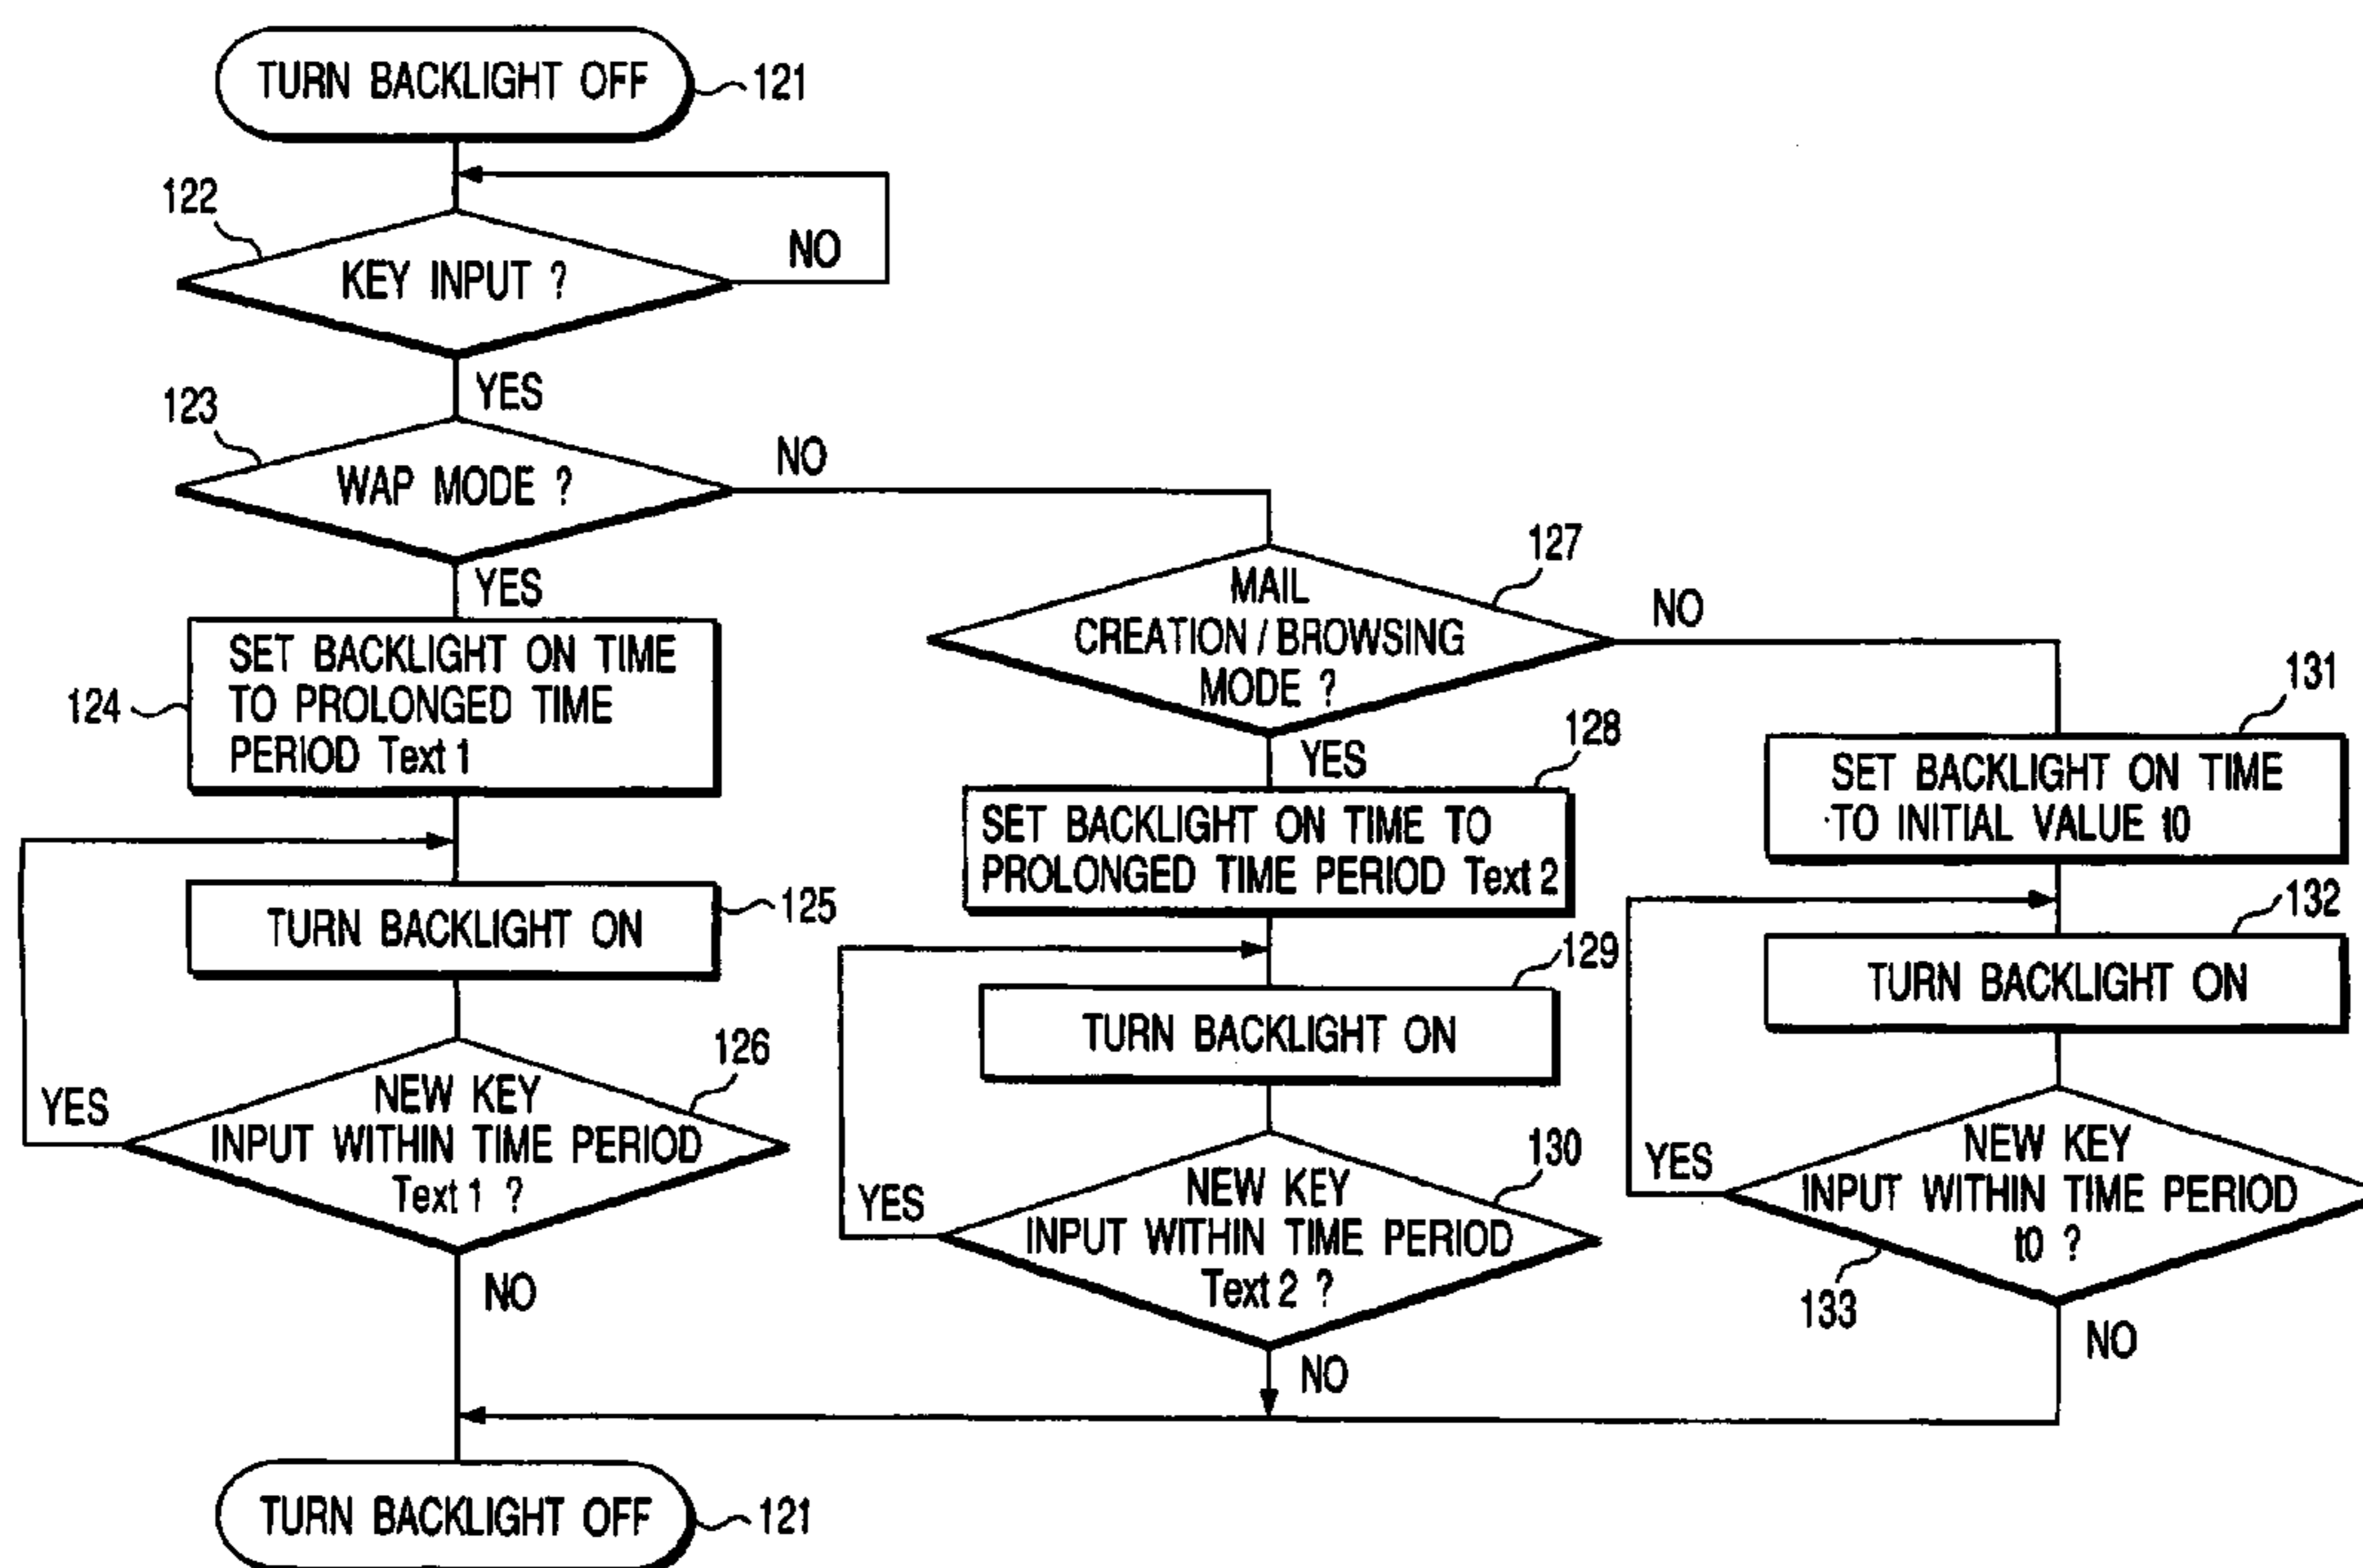 TURN BACKLIGHT OFF
121
122
KEY INPUT ?
NO
YES
123
WAP MODE ?
NO
YES
SET BACKLIGHT ON TIME
TO PROLONGED TIME
PERIOD Text 1
124
TURN BACKLIGHT ON
125
NEW KEY
INPUT WITHIN TIME PERIOD
Text 1 ?
126
YES
NO
127
MAIL
CREATION / BROWSING
MODE ?
NO
YES
128
SET BACKLIGHT ON TIME TO
PROLONGED TIME PERIOD Text 2
129
TURN BACKLIGHT ON
130
NEW KEY
INPUT WITHIN TIME PERIOD
Text 2 ?
YES
NO
131
SET BACKLIGHT ON TIME
TO INITIAL VALUE t0
132
TURN BACKLIGHT ON
NEW KEY
INPUT WITHIN TIME PERIOD
t0 ?
133
YES
NO
TURN BACKLIGHT OFF
121